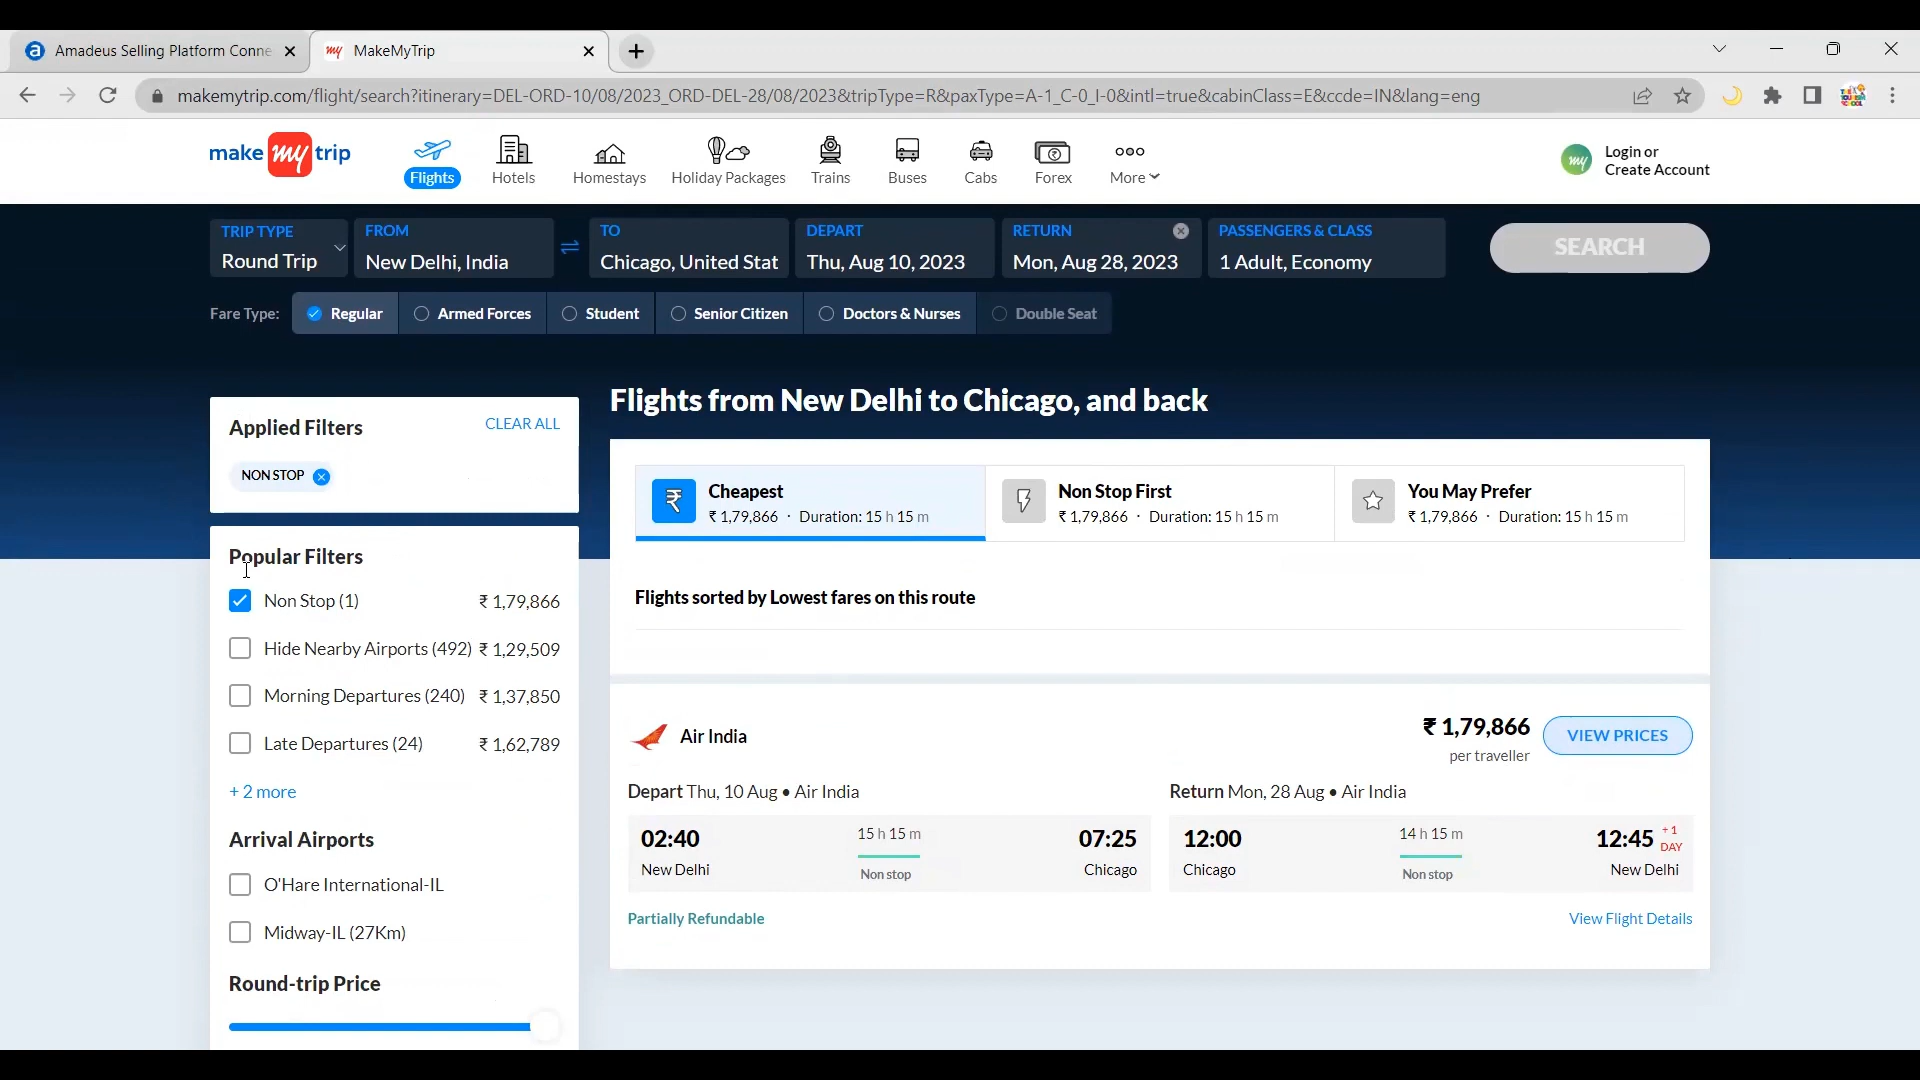 Amadeus Selling Platform Conne
MakeMyTrip
makemytrip.com/flight/search?itinerary=DEL-ORD-10/08/2023_ORD-DEL-28/08/2023&tripType=R&paxType=A-1_C-0_I-0&intl=true&cabinClass=E&ccde=IN&lang=eng
make my trip
Flights
Hotels
Homestays
Holiday Packages
Trains
Buses
Cabs
Forex
More
my
Login or
Create Account
TRIP TYPE
Round Trip
FROM
New Delhi, India
TO
Chicago, United Stat
DEPART
Thu, Aug 10, 2023
RETURN
Mon, Aug 28, 2023
PASSENGERS & CLASS
1 Adult, Economy
SEARCH
Fare Type:
Regular
Armed Forces
Student
Senior Citizen
Doctors & Nurses
Double Seat
Flights from New Delhi to Chicago, and back
Applied Filters
CLEAR ALL
NON STOP
Popular Filters
Non Stop (1) ₹ 1,79,866
Hide Nearby Airports (492) ₹ 1,29,509
Morning Departures (240) ₹ 1,37,850
Late Departures (24) ₹ 1,62,789
+ 2 more
Arrival Airports
O'Hare International-IL
Midway-IL (27Km)
Round-trip Price
Cheapest
₹ 1,79,866 · Duration: 15 h 15 m
Non Stop First
₹ 1,79,866 · Duration: 15 h 15 m
You May Prefer
₹ 1,79,866 · Duration: 15 h 15 m
Flights sorted by Lowest fares on this route
Air India
₹ 1,79,866
per traveller
VIEW PRICES
Depart Thu, 10 Aug • Air India
02:40
New Delhi
15 h 15 m
Non stop
07:25
Chicago
Return Mon, 28 Aug • Air India
12:00
Chicago
14 h 15 m
Non stop
12:45 +1 DAY
New Delhi
Partially Refundable
View Flight Details